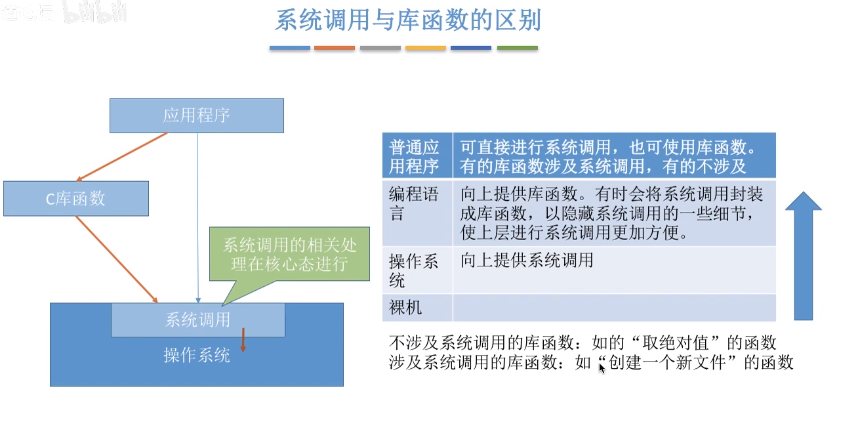 bilibili
系统调用与库函数的区别
应用程序
C库函数
系统调用的相关处
理在核心态进行
系统调用
操作系统
普通应
用程序
可直接进行系统调用，也可使用库函数。
有的库函数涉及系统调用，有的不涉及
编程语
言
向上提供库函数。有时会将系统调用封装
成库函数，以隐藏系统调用的一些细节，
使上层进行系统调用更加方便。
操作系
统
向上提供系统调用
裸机
不涉及系统调用的库函数：如的“取绝对值”的函数
涉及系统调用的库函数：如“创建一个新文件”的函数